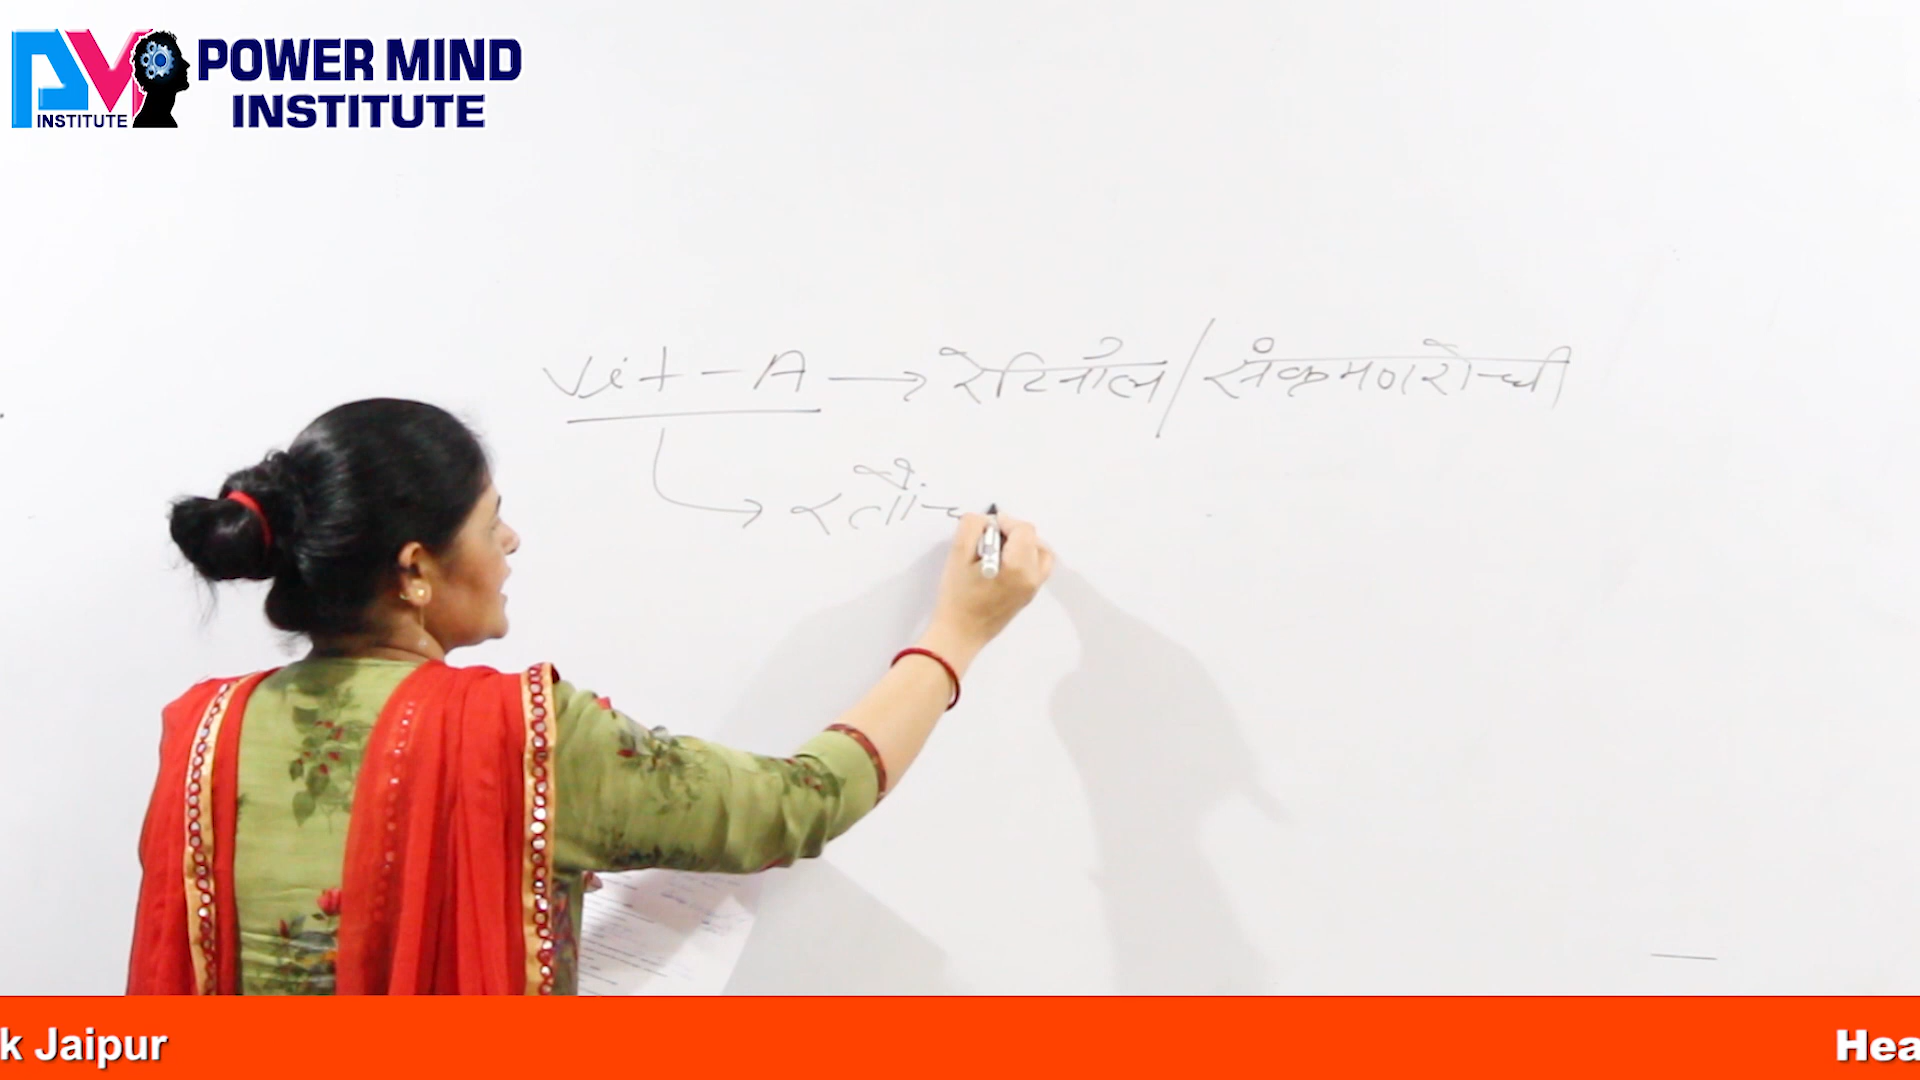 POWER MIND
INSTITUTE
INSTITUTE
Vit - A → रेटिनॉल / संक्रमणरोधी
→ रतौं
k Jaipur
Hea